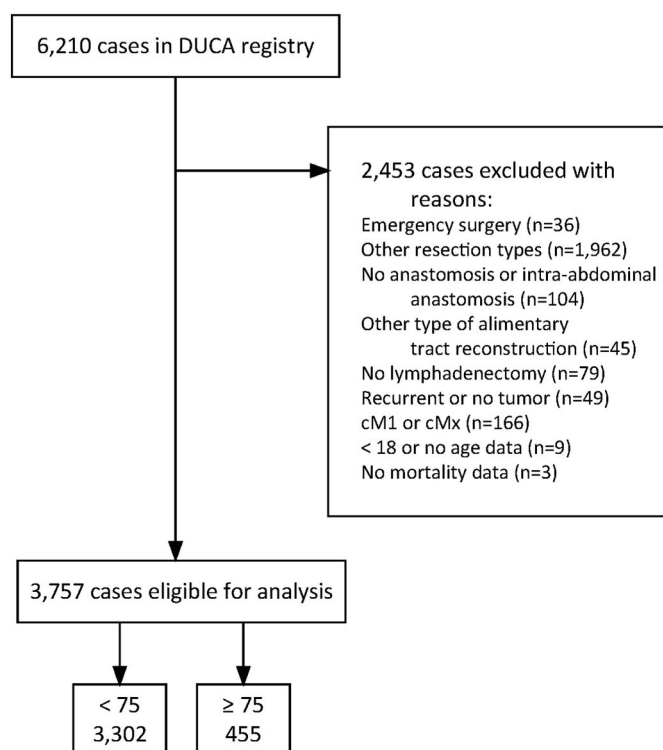 6,210 cases in DUCA registry
2,453 cases excluded with
reasons:
Emergency surgery (n=36)
Other resection types (n=1,962)
No anastomosis or intra-abdominal
anastomosis (n=104)
Other type of alimentary
tract reconstruction (n=45)
No lymphadenectomy (n=79)
Recurrent or no tumor (n=49)
cM1 or cMx (n=166)
< 18 or no age data (n=9)
No mortality data (n=3)
3,757 cases eligible for analysis
< 75
3,302
≥ 75
455